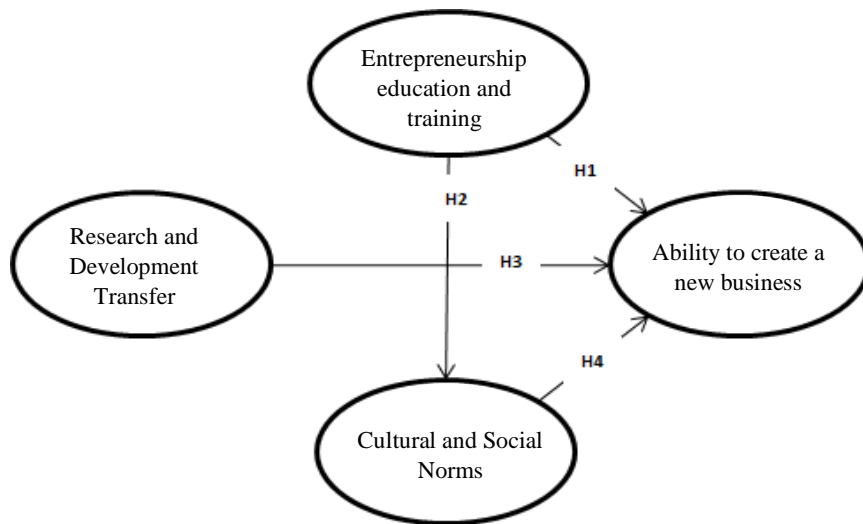 Entrepreneurship
education and
training
H1
H2
Research and
Development
Transfer
H3
Ability to create a
new business
H4
Cultural and Social
Norms